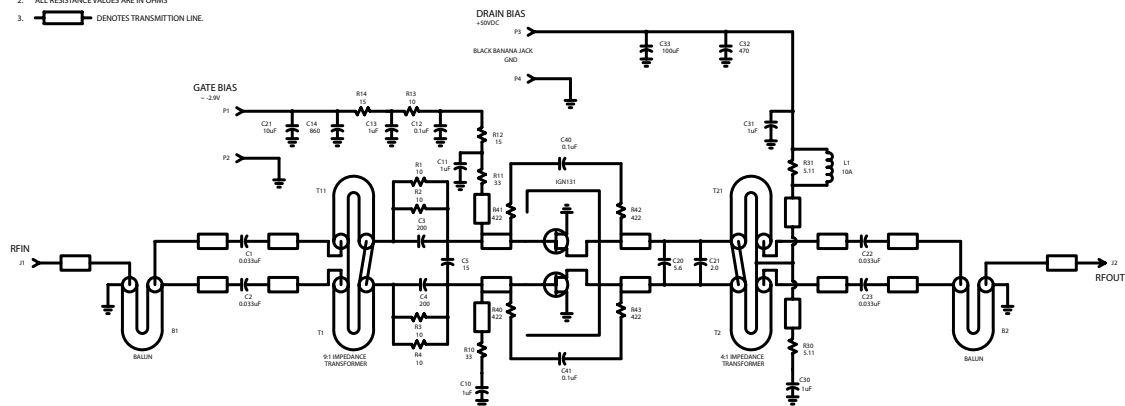 2. ALL RESISTANCE VALUES ARE IN OHMS
3. DENOTES TRANSMITTION LINE.
DRAIN BIAS
+50VDC
P3
BLACK BANANA JACK
GND
P4
C33
100uF
C32
470
GATE BIAS
~ -2.9V
P1
P2
C21
10uF
C14
860
R14
15
C13
1uF
R13
10
C12
0.1uF
R12
15
C11
1uF
R11
33
C40
0.1uF
IGN131
C31
1uF
R31
5.11
L1
10A
T11
R1
10
R2
10
C3
200
R41
422
R42
422
T21
RFIN
J1
C1
0.033uF
C2
0.033uF
C5
15
C20
5.6
C21
2.0
C22
0.033uF
C23
0.033uF
J2
RFOUT
B1
BALUN
T1
9:1 IMPEDANCE
TRANSFORMER
C4
200
R3
10
R4
10
R40
422
R43
422
R10
33
C10
1uF
C41
0.1uF
T2
4:1 IMPEDANCE
TRANSFORMER
R30
5.11
C30
1uF
B2
BALUN